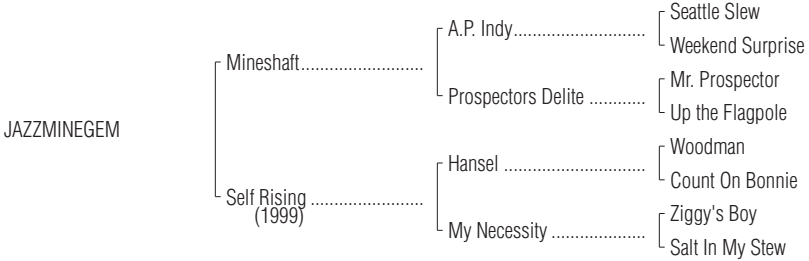 Seattle Slew
A.P. Indy..............................
Weekend Surprise
Mineshaft...........................
Mr. Prospector
Prospectors Delite .............
Up the Flagpole
JAZZMINEGEM
Woodman
Hansel ................................
Count On Bonnie
Self Rising .........................
(1999)
Ziggy's Boy
My Necessity .....................
Salt In My Stew